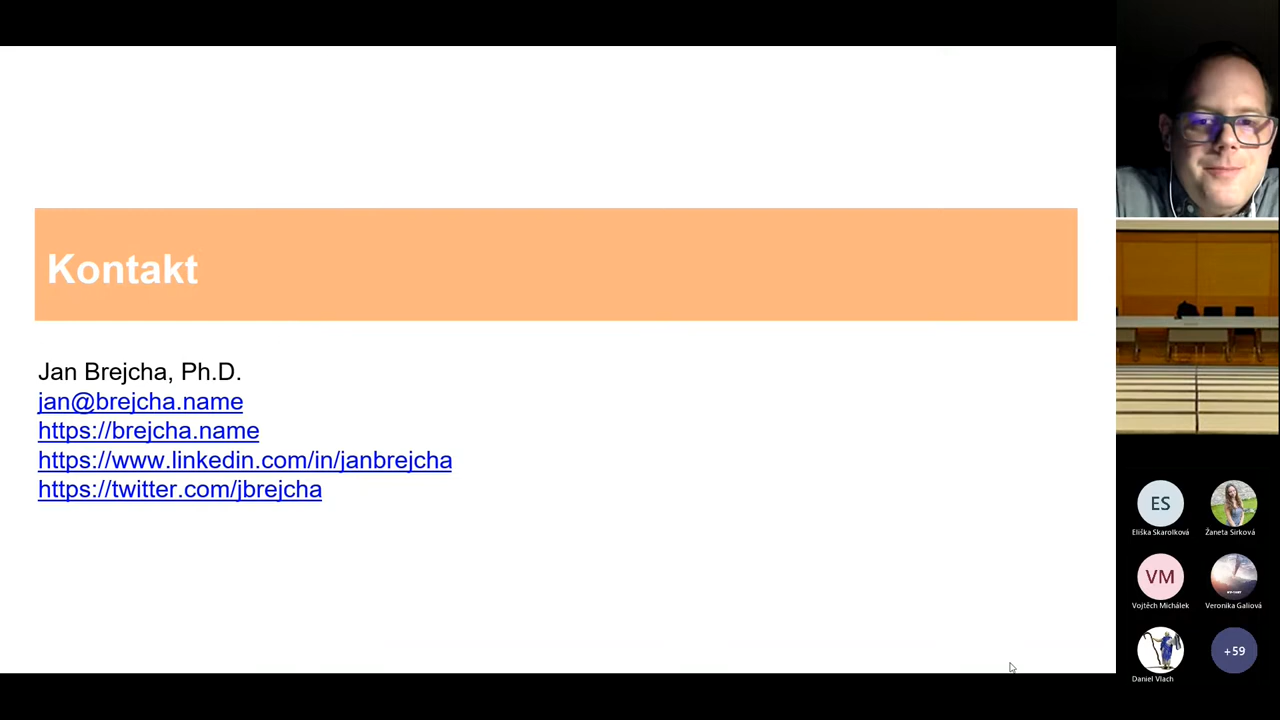 Kontakt
Jan Brejcha, Ph.D.
jan@brejcha.name
https://brejcha.name
https://www.linkedin.com/in/janbrejcha
https://twitter.com/jbrejcha
ES
Eliška Skarolková
Žaneta Sirková
VM
Vojtěch Michálek
Veronika Galiová
Daniel Vlach
+59